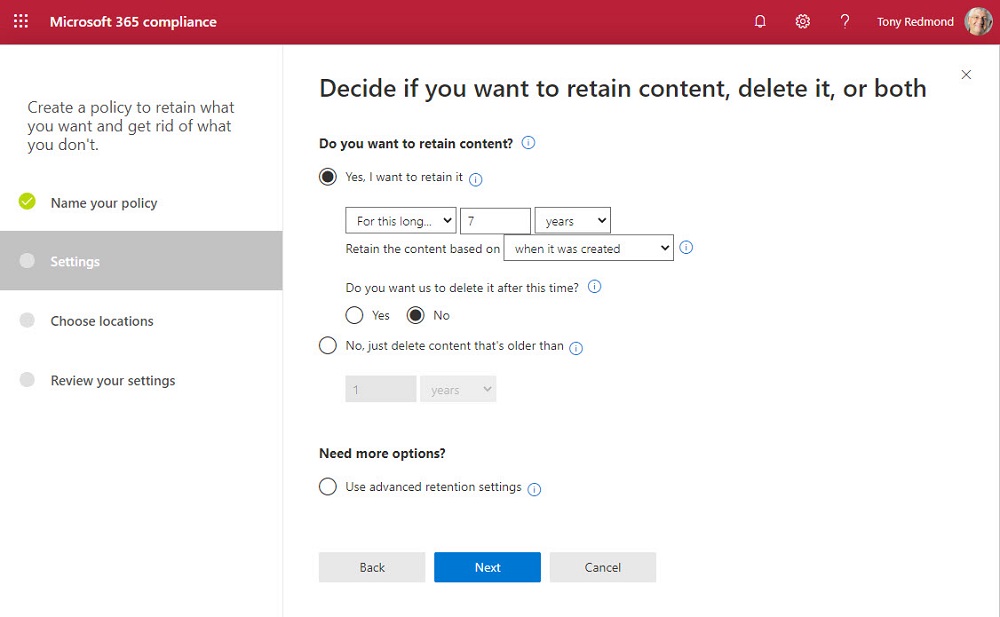 Microsoft 365 compliance
? Tony Redmond
Create a policy to retain what
you want and get rid of what
you don't.
Name your policy
Settings
Choose locations
Review your settings
Decide if you want to retain content, delete it, or both
Do you want to retain content?
Yes, I want to retain it
For this long... 7 years
Retain the content based on when it was created
Do you want us to delete it after this time?
Yes No
No, just delete content that's older than
1 years
Need more options?
Use advanced retention settings
Back Next Cancel